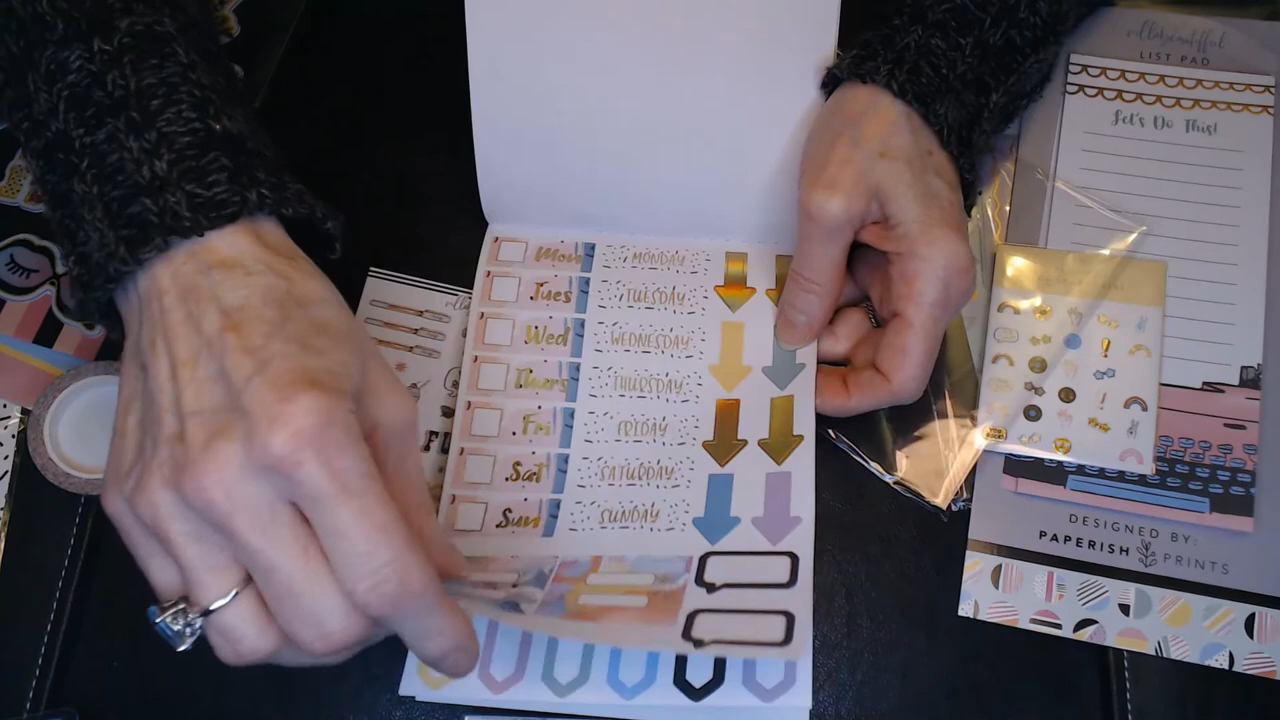 LIST PAD
Let's Do This!
Mon MONDAY
Tues TUESDAY
Wed WEDNESDAY
Thurs THURSDAY
Fri FRIDAY
Sat SATURDAY
Sun SUNDAY
DESIGNED BY:
PAPERISH PRINTS